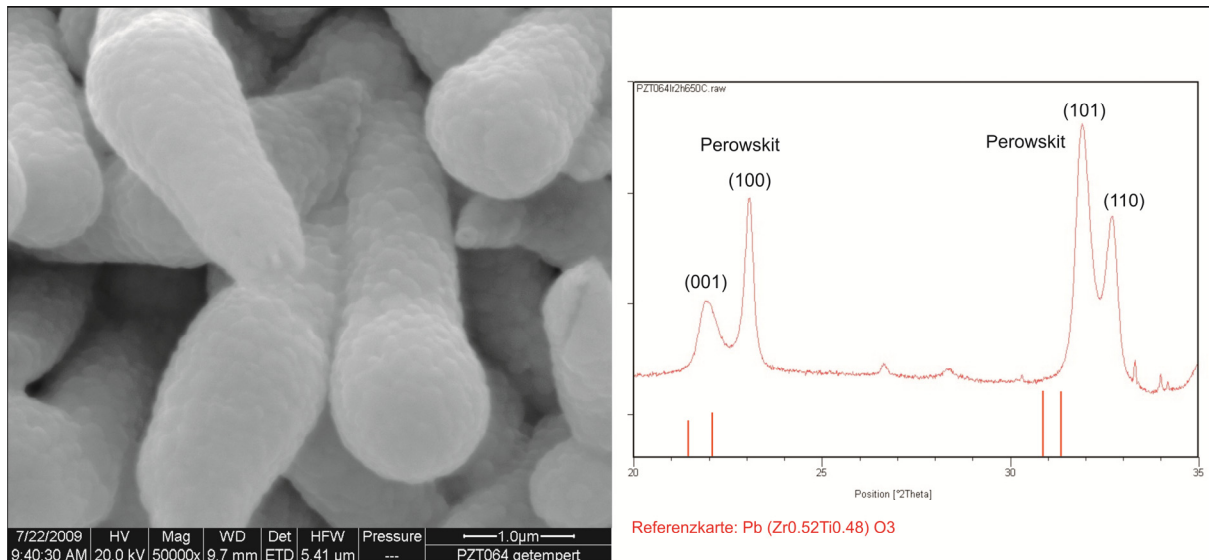 7/22/2009 HV Mag WD Det HFW Pressure 1.0µm
9:40:30 AM 20.0 kV 50000x 9.7 mm ETD 5.41 um --- PZT064 getempert
PZT064Ir2h650C.raw
(101)
Perowskit Perowskit
(100)
(110)
(001)
20 25 30 35
Position [°2Theta]
Referenzkarte: Pb (Zr0.52Ti0.48) O3